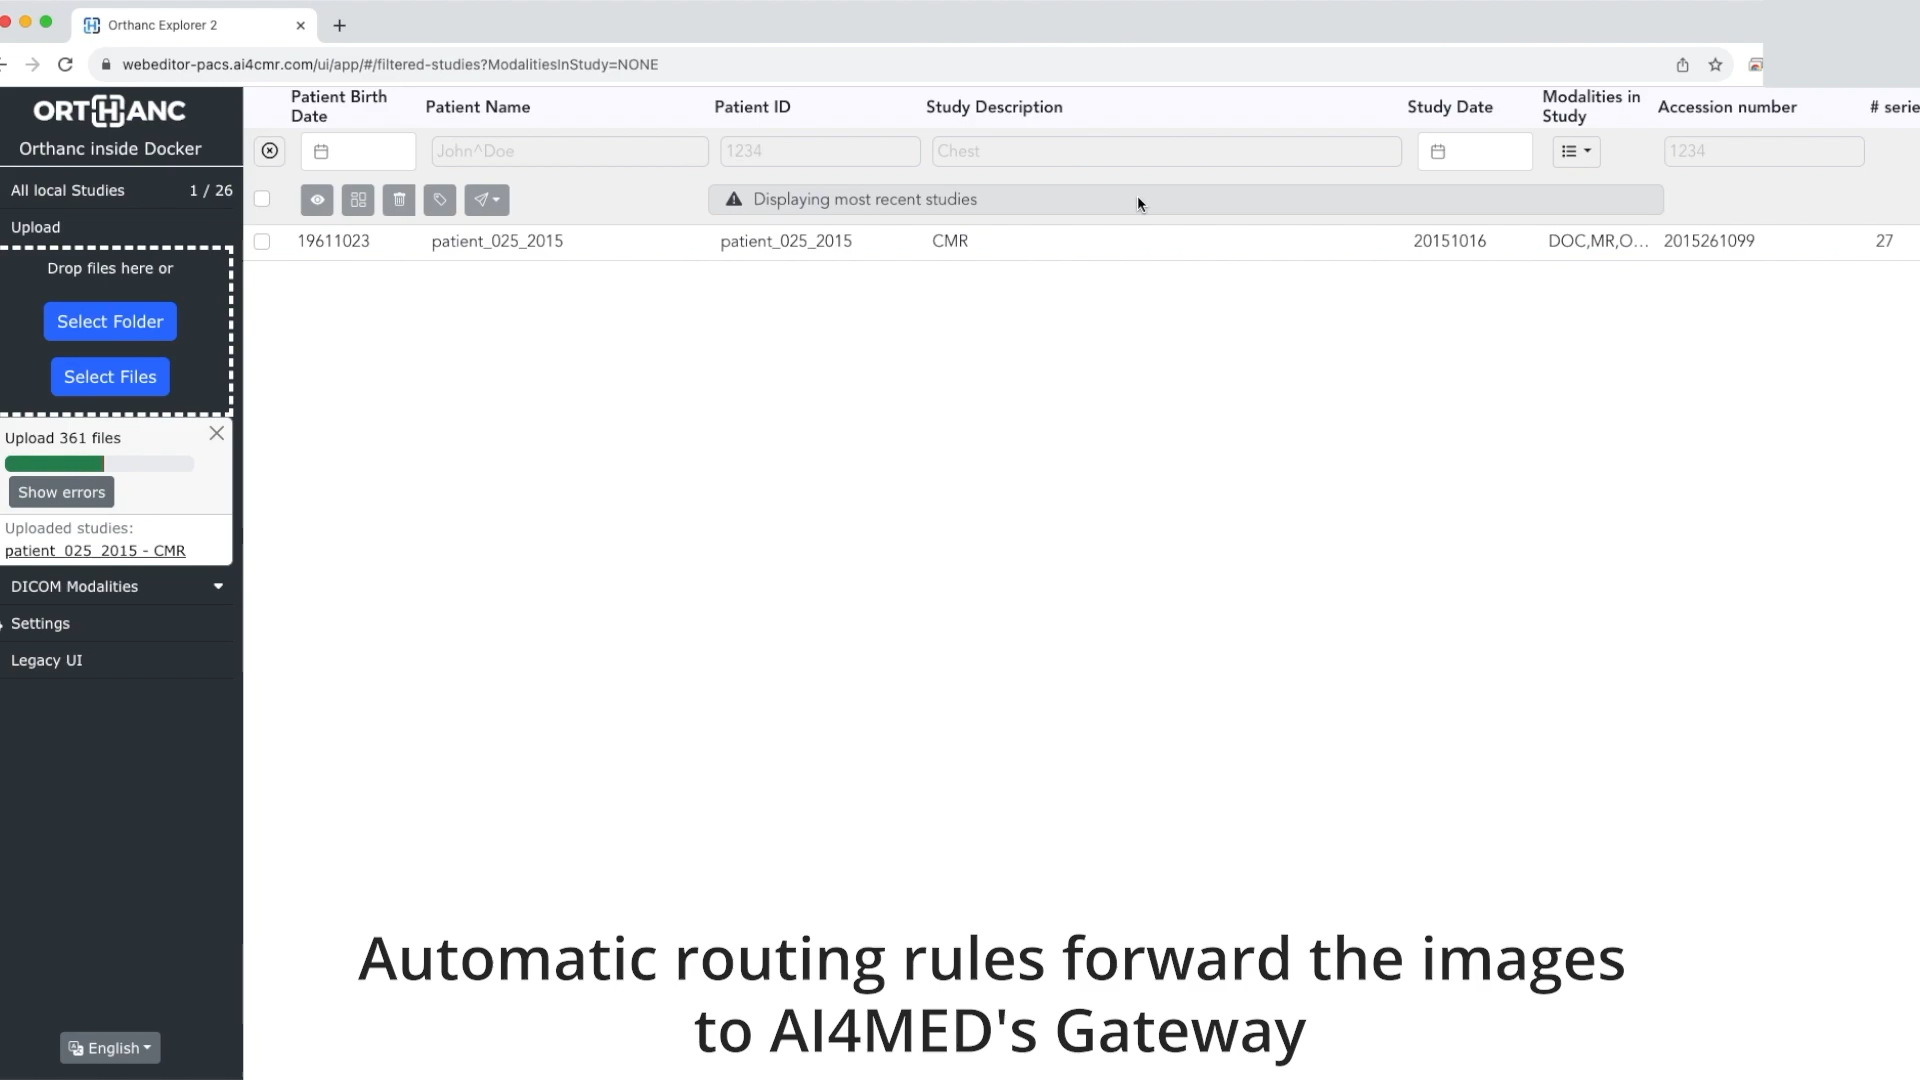 Orthanc Explorer 2
webeditor-pacs.ai4cmr.com/ui/app/#/filtered-studies?ModalitiesInStudy=NONE
ORTHANC
Orthanc inside Docker
All local Studies 1 / 26
Upload
Drop files here or
Select Folder
Select Files
Upload 361 files
Show errors
Uploaded studies:
patient_025_2015 - CMR
DICOM Modalities
Settings
Legacy UI
English
Patient Birth
Date
Patient Name
Patient ID
Study Description
Study Date
Modalities in
Study
Accession number
# serie
John^Doe
1234
Chest
1234
Displaying most recent studies
19611023 patient_025_2015 patient_025_2015 CMR 20151016 DOC,MR,O... 2015261099 27
Automatic routing rules forward the images
to AI4MED's Gateway